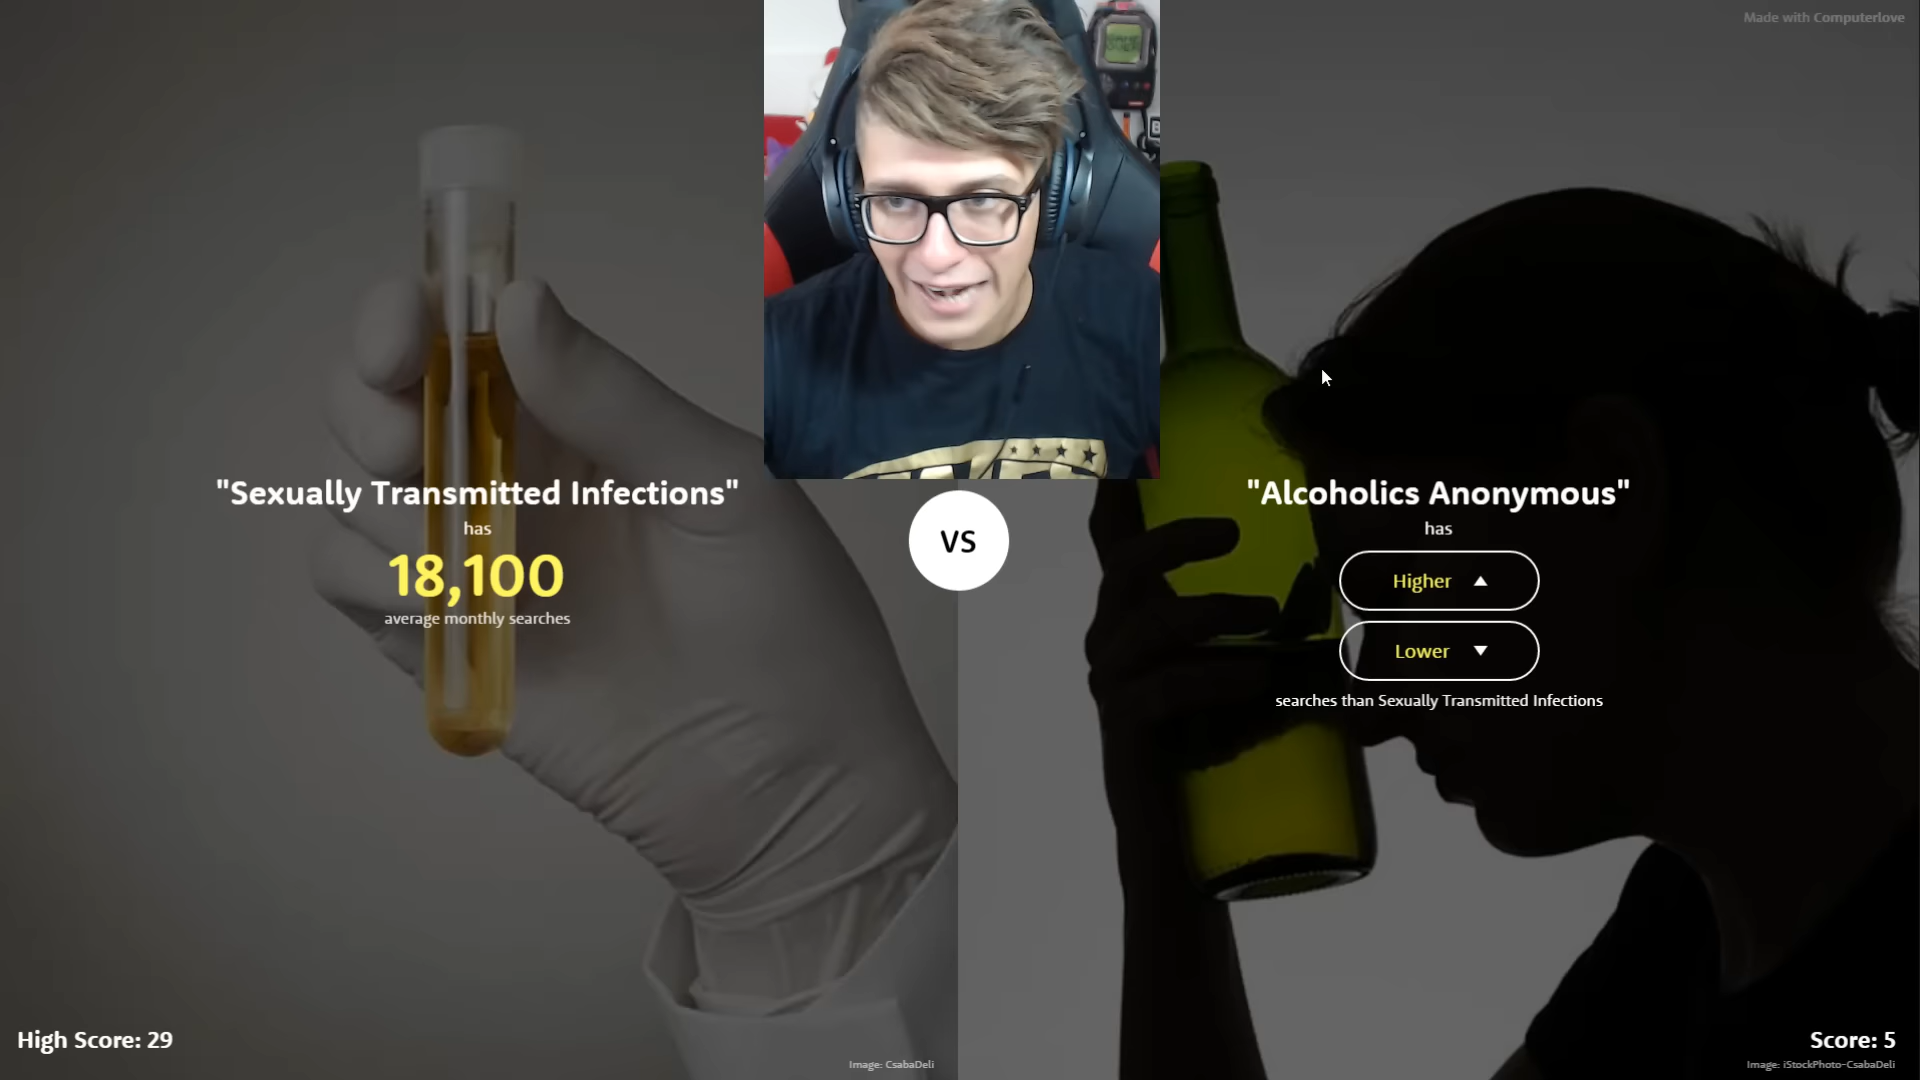 Made with Computerlove
"Sexually Transmitted Infections"
has
18,100
average monthly searches
VS
"Alcoholics Anonymous"
has
Higher
Lower
searches than Sexually Transmitted Infections
High Score: 29
Image: CsabaDeli
Score: 5
Image: iStockPhoto-CsabaDeli